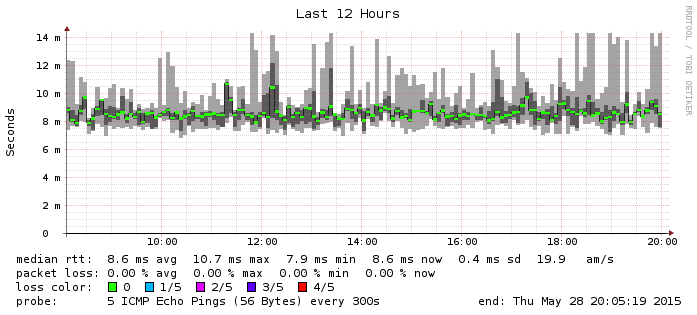 Last 12 Hours
RRDTOOL / TOBI OETIKER
Seconds
14 m
12 m
10 m
8 m
6 m
4 m
2 m
0
10:00 12:00 14:00 16:00 18:00 20:00
median rtt: 8.6 ms avg 10.7 ms max 7.9 ms min 8.6 ms now 0.4 ms sd 19.9 am/s
packet loss: 0.00 % avg 0.00 % max 0.00 % min 0.00 % now
loss color: 0 1/5 2/5 3/5 4/5
probe: 5 ICMP Echo Pings (56 Bytes) every 300s end: Thu May 28 20:05:19 2015